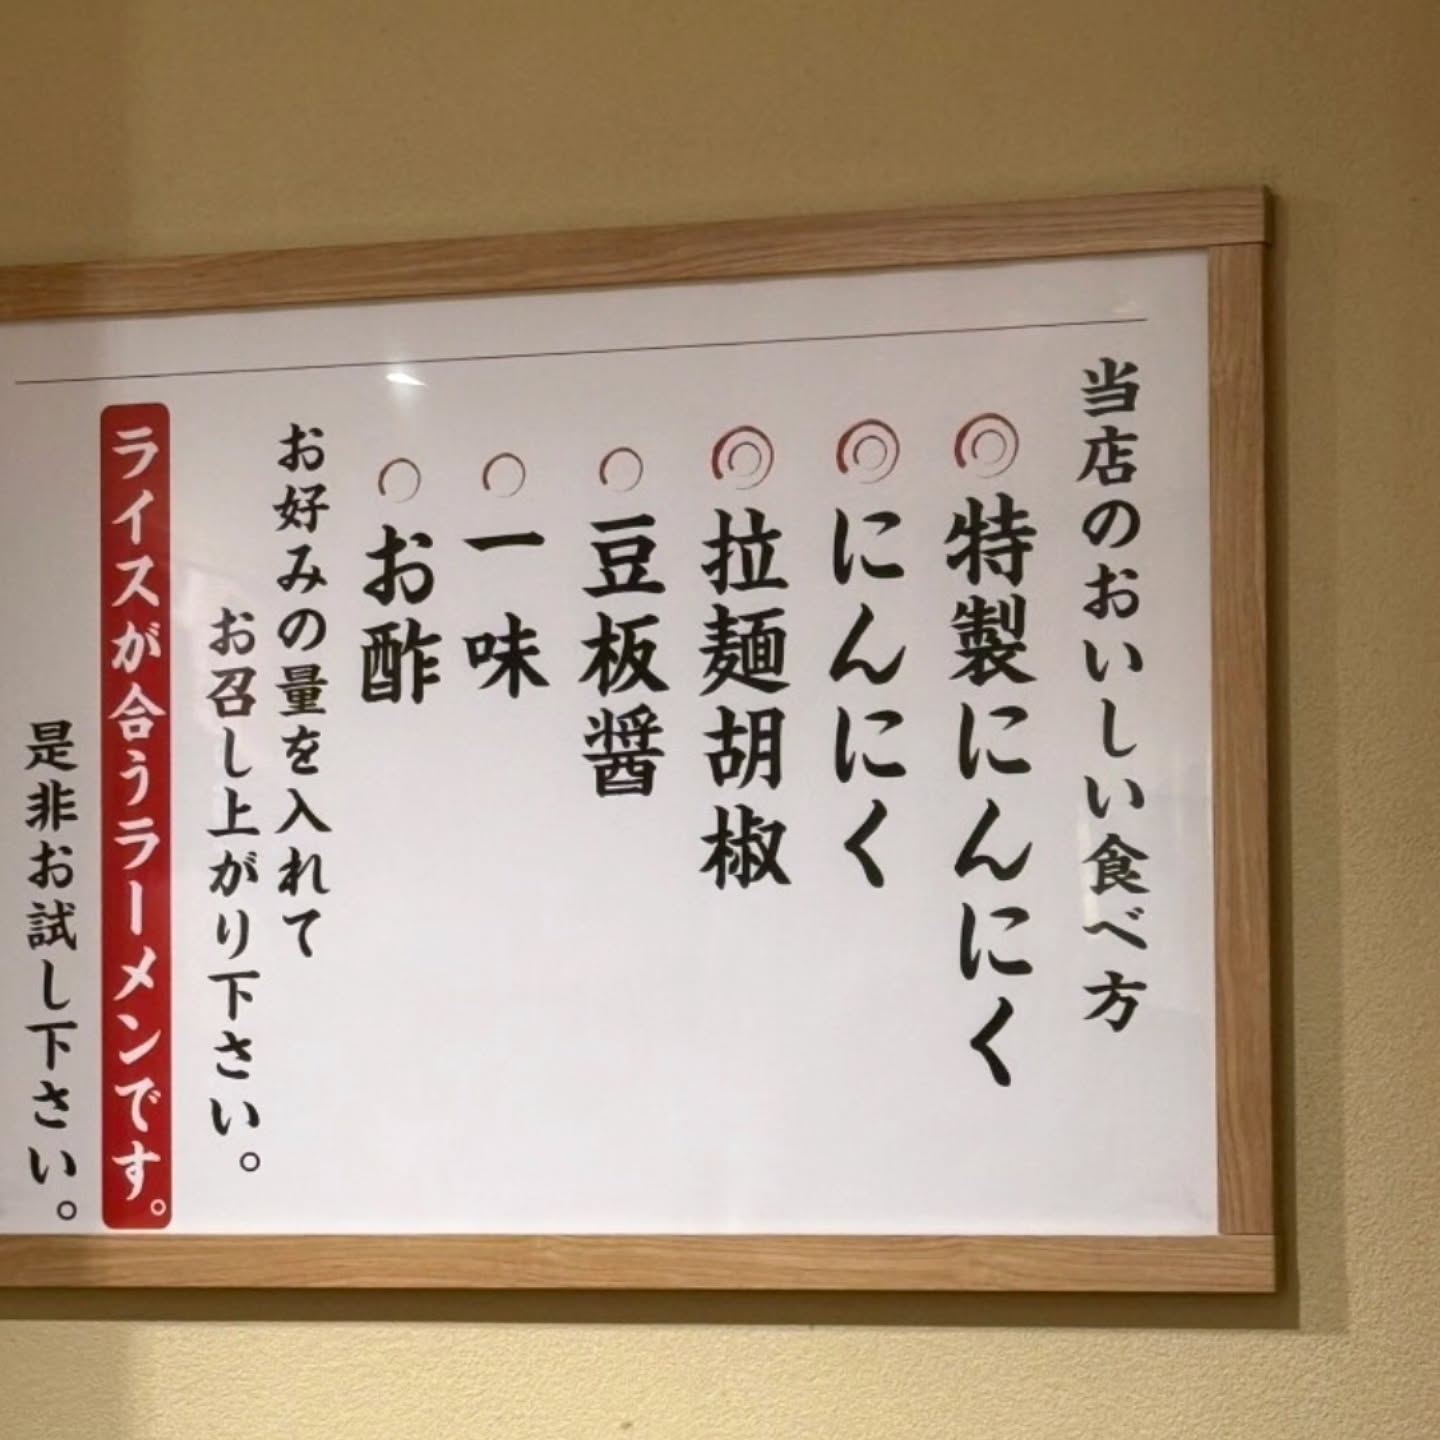 当店のおいしい食べ方
◎特製にんにく
◎にんにく
◎拉麺胡椒
○豆板醤
○一味
○お酢
お好みの量を入れて
お召し上がり下さい。
ライスが合うラーメンです。
是非お試し下さい。